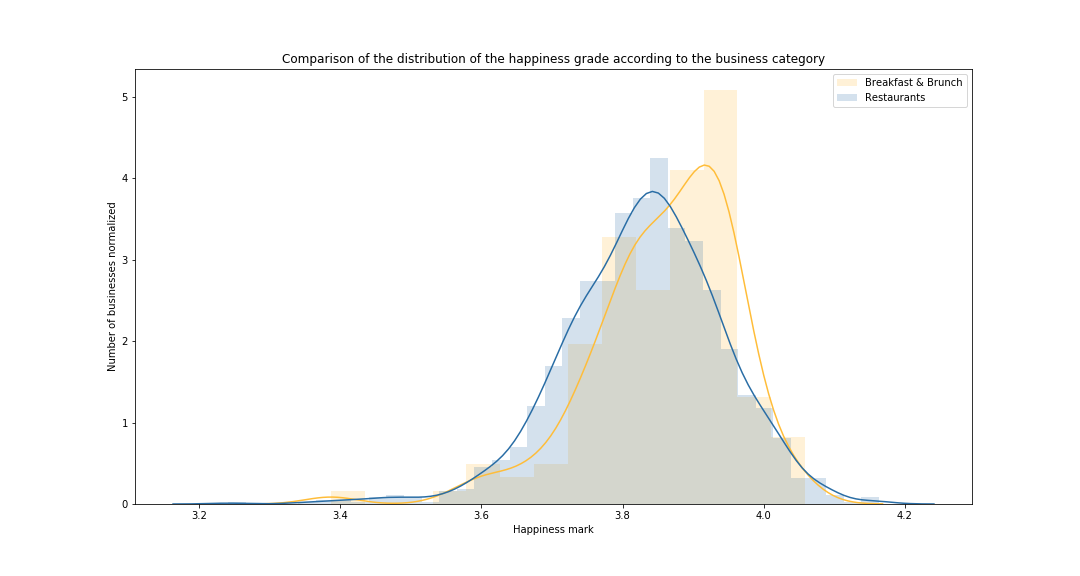 Comparison of the distribution of the happiness grade according to the business category
Breakfast & Brunch
Restaurants
5
4
3
2
1
0
Number of businesses normalized
3.2 3.4 3.6 3.8 4.0 4.2
Happiness mark